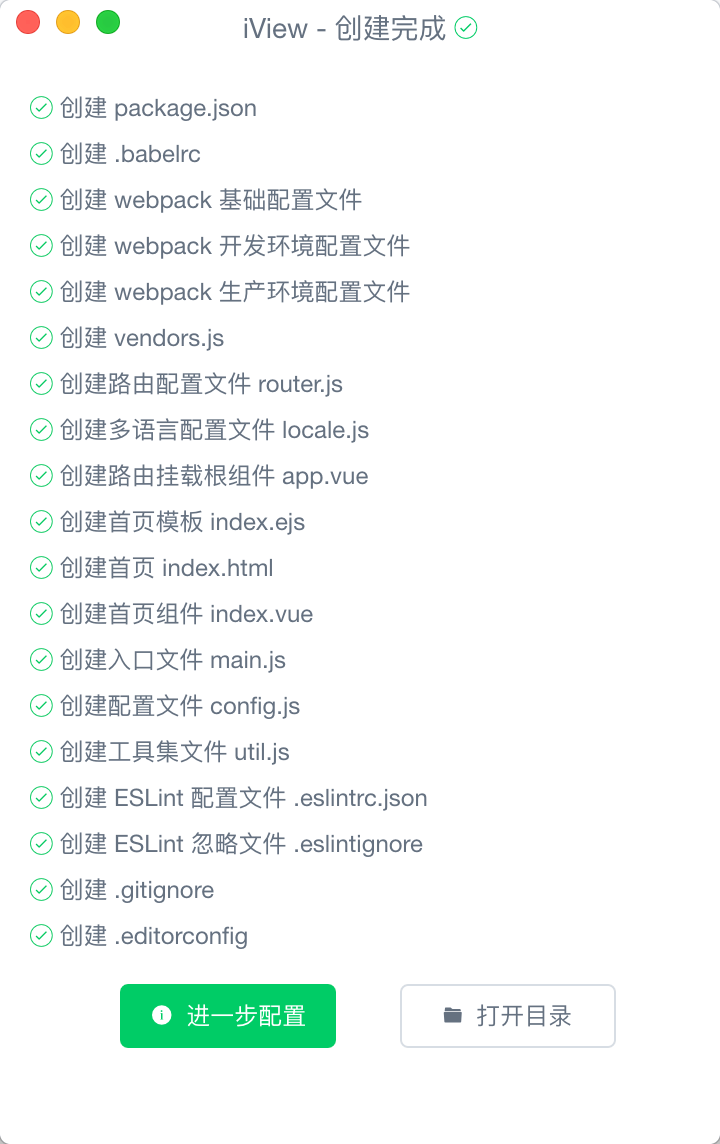 iView - 创建完成
创建 package.json
创建 .babelrc
创建 webpack 基础配置文件
创建 webpack 开发环境配置文件
创建 webpack 生产环境配置文件
创建 vendors.js
创建路由配置文件 router.js
创建多语言配置文件 locale.js
创建路由挂载根组件 app.vue
创建首页模板 index.ejs
创建首页 index.html
创建首页组件 index.vue
创建入口文件 main.js
创建配置文件 config.js
创建工具集文件 util.js
创建 ESLint 配置文件 .eslintrc.json
创建 ESLint 忽略文件 .eslintignore
创建 .gitignore
创建 .editorconfig
进一步配置
打开目录